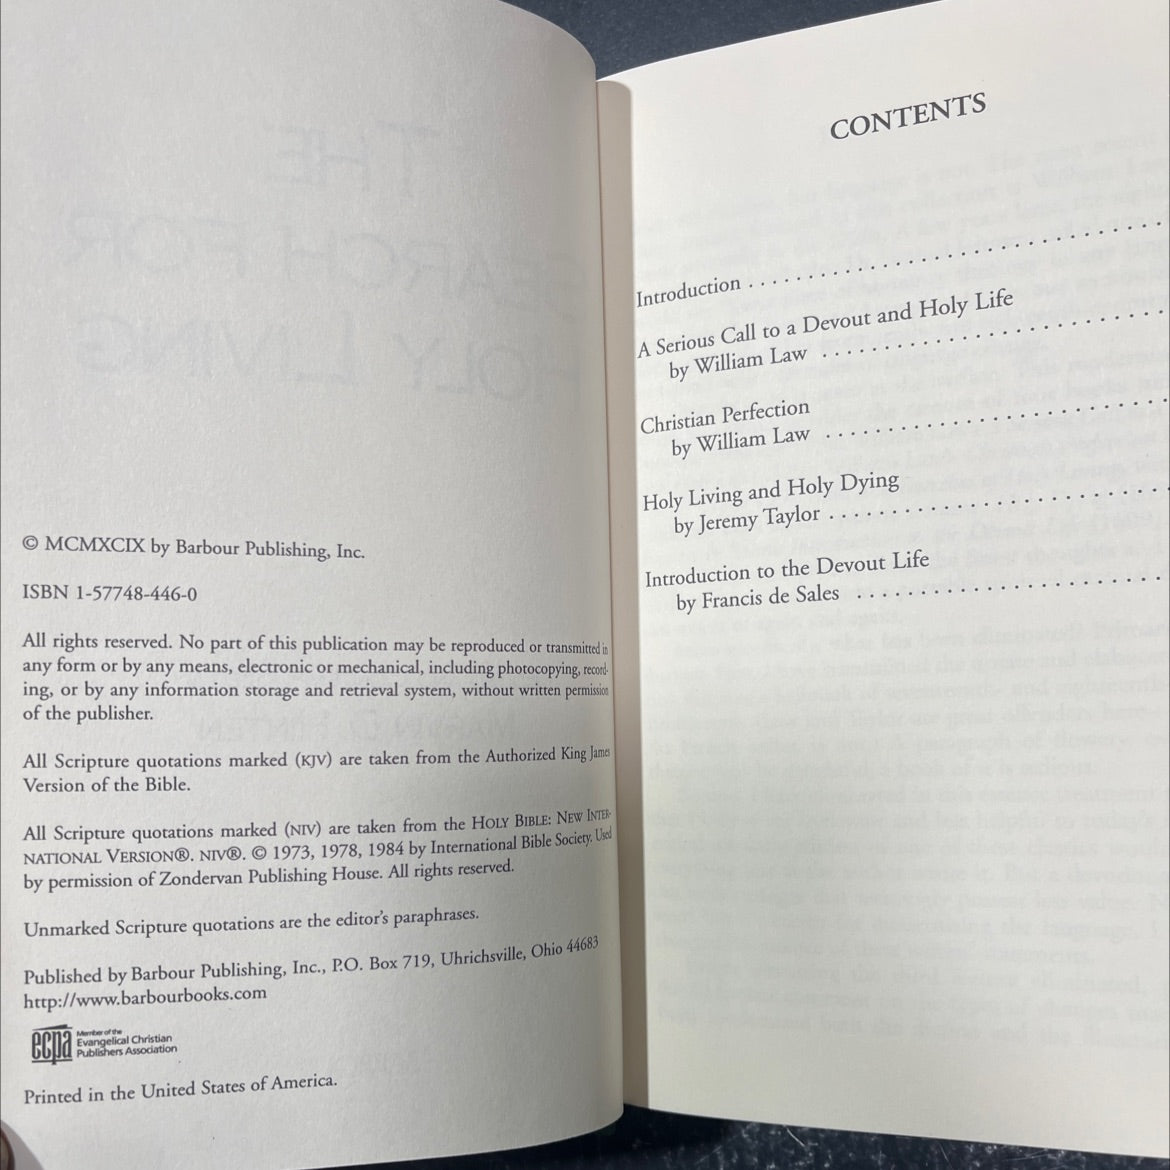 THE
SEARCH FOR
HOLY LIVING
© MCMXCIX by Barbour Publishing, Inc.
ISBN 1-57748-446-0
All rights reserved. No part of this publication may be reproduced or transmitted in
any form or by any means, electronic or mechanical, including photocopying, record-
ing, or by any information storage and retrieval system, without written permission
of the publisher.
All Scripture quotations marked (KJV) are taken from the Authorized King James
Version of the Bible.
All Scripture quotations marked (NIV) are taken from the HOLY BIBLE: NEW INTER-
NATIONAL VERSION®. NIV®. © 1973, 1978, 1984 by International Bible Society. Used
by permission of Zondervan Publishing House. All rights reserved.
Unmarked Scripture quotations are the editor's paraphrases.
Published by Barbour Publishing, Inc., P.O. Box 719, Uhrichsville, Ohio 44683
http://www.barbourbooks.com
ecpa Member of the
Evangelical Christian
Publishers Association
Printed in the United States of America.
CONTENTS
Introduction . . . . . . . . . . . . . . . . . . . . . . . . . . .
A Serious Call to a Devout and Holy Life
by William Law . . . . . . . . . . . . . . . . . . . . . .
Christian Perfection
by William Law . . . . . . . . . . . . . . . . . . . . . .
Holy Living and Holy Dying
by Jeremy Taylor . . . . . . . . . . . . . . . . . . . . . .
Introduction to the Devout Life
by Francis de Sales . . . . . . . . . . . . . . . . . . . .